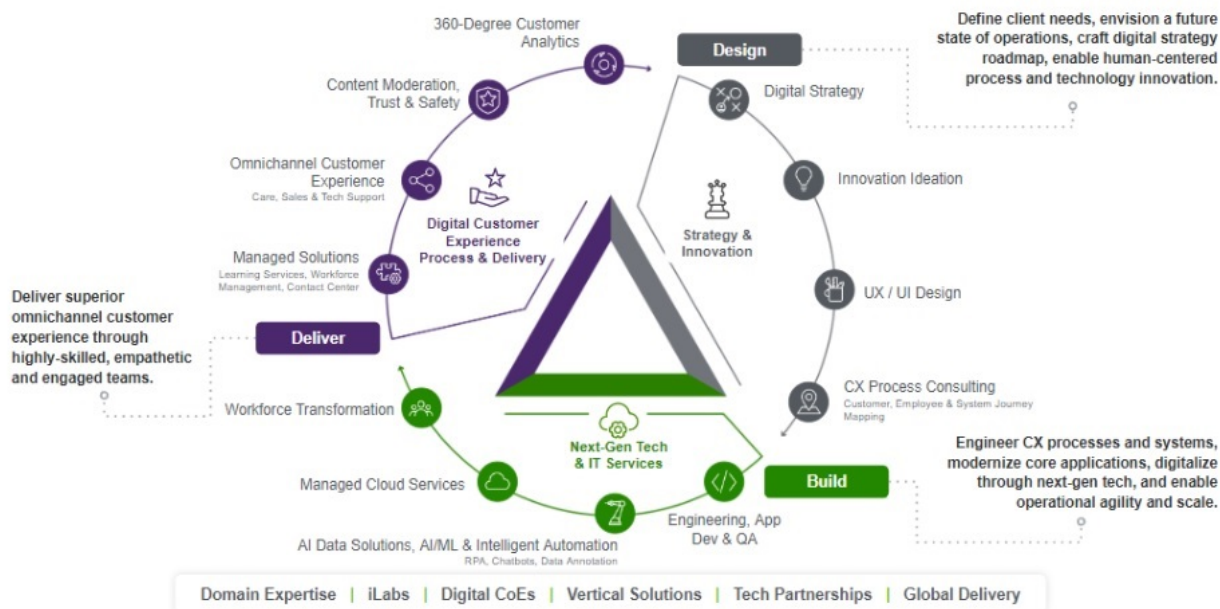 360-Degree Customer
Analytics
Design
Define client needs, envision a future
state of operations, craft digital strategy
roadmap, enable human-centered
process and technology innovation.
Content Moderation,
Trust & Safety
Digital Strategy
Omnichannel Customer
Experience
Care, Sales & Tech Support
Innovation Ideation
Digital Customer
Experience
Process & Delivery
Strategy &
Innovation
Managed Solutions
Learning Services, Workforce
Management, Contact Center
UX / UI Design
Deliver superior
omnichannel customer
experience through
highly-skilled, empathetic
and engaged teams.
Deliver
CX Process Consulting
Customer, Employee & System Journey
Mapping
Workforce Transformation
Next-Gen Tech
& IT Services
Engineer CX processes and systems,
modernize core applications, digitalize
through next-gen tech, and enable
operational agility and scale.
Build
Managed Cloud Services
Engineering, App
Dev & QA
AI Data Solutions, AI/ML & Intelligent Automation
RPA, Chatbots, Data Annotation
Domain Expertise | iLabs | Digital CoEs | Vertical Solutions | Tech Partnerships | Global Delivery